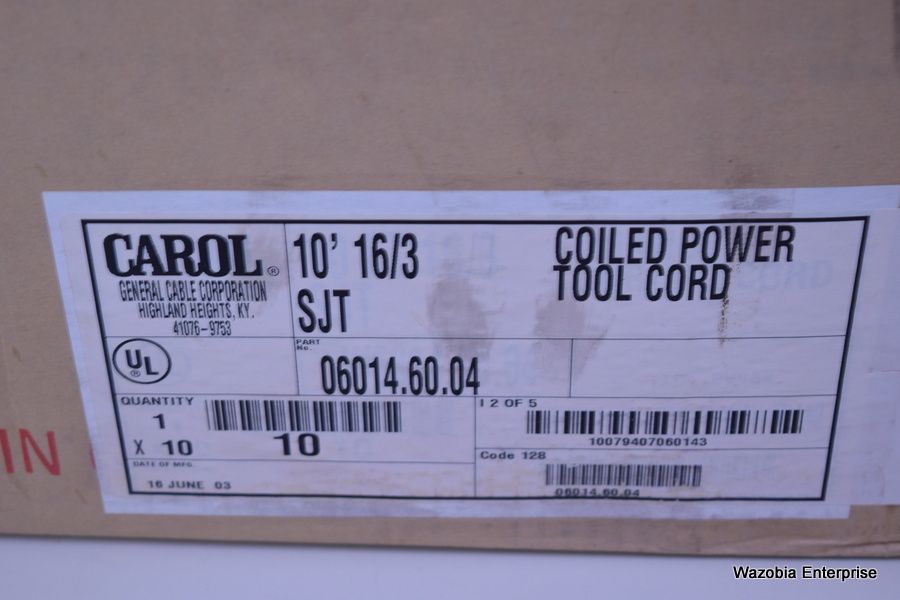 CAROL®
GENERAL CABLE CORPORATION
HIGHLAND HEIGHTS, KY.
41076-9753
10' 16/3
SJT
COILED POWER
TOOL CORD
UL®
PART
No.
06014.60.04
QUANTITY
1
X 10
10
DATE OF MFG.
16 JUNE 03
I 2 OF 5
10079407060143
Code 128
06014.60.04
IN
Wazobia Enterprise